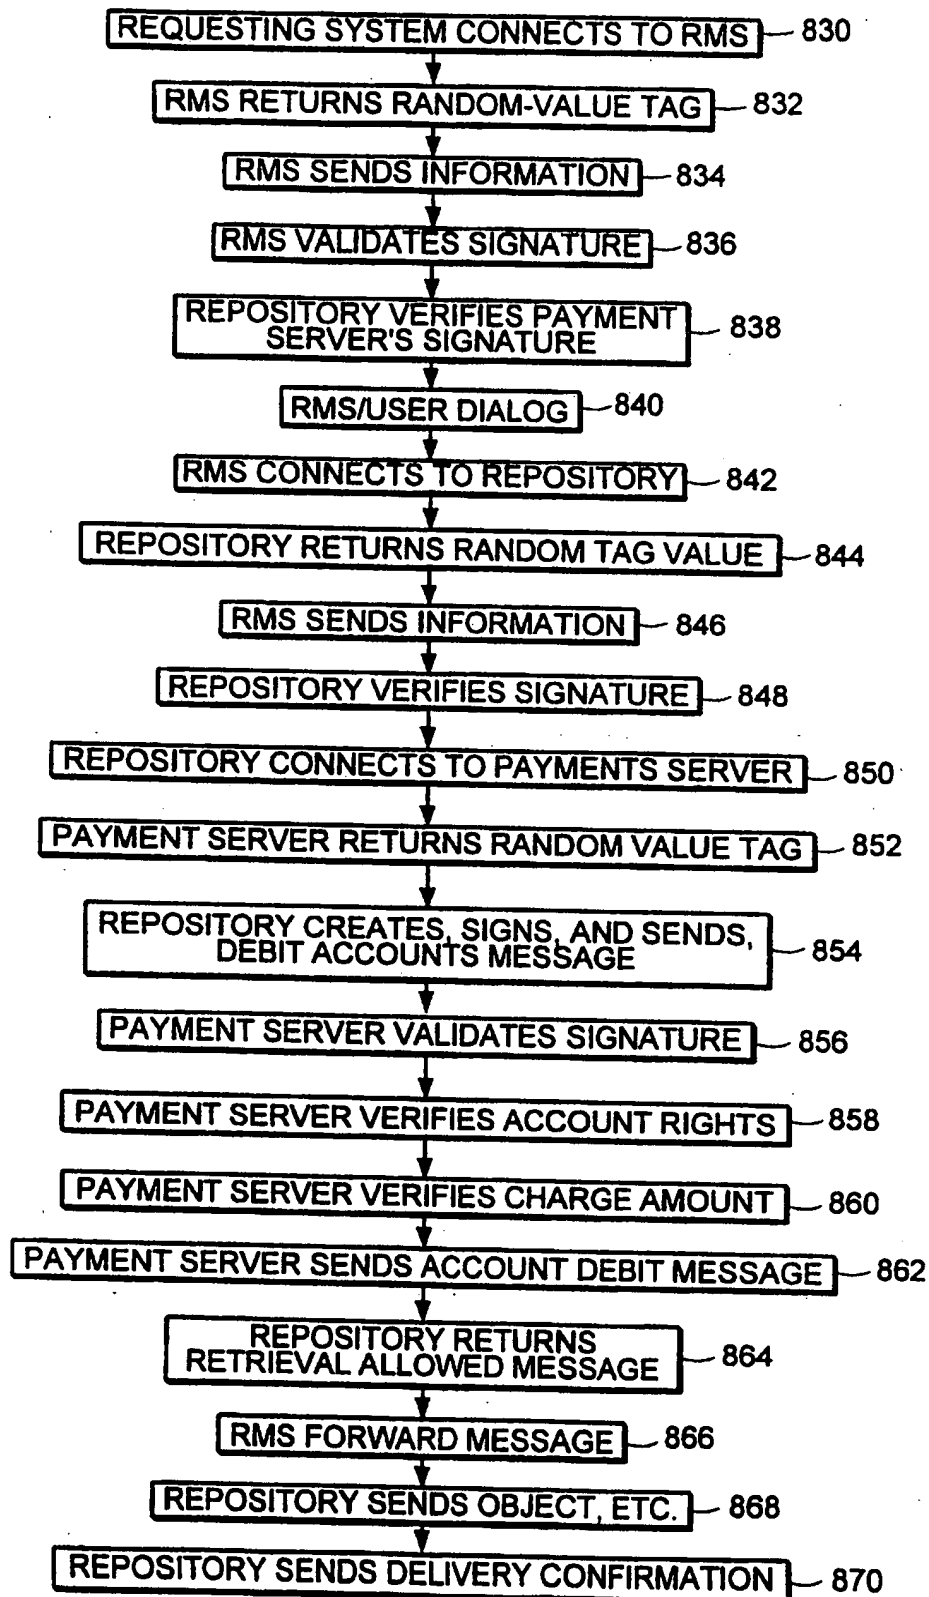 REQUESTING SYSTEM CONNECTS TO RMS 830
RMS RETURNS RANDOM-VALUE TAG 832
RMS SENDS INFORMATION 834
RMS VALIDATES SIGNATURE 836
REPOSITORY VERIFIES PAYMENT
SERVER'S SIGNATURE 838
RMS/USER DIALOG 840
RMS CONNECTS TO REPOSITORY 842
REPOSITORY RETURNS RANDOM TAG VALUE 844
RMS SENDS INFORMATION 846
REPOSITORY VERIFIES SIGNATURE 848
REPOSITORY CONNECTS TO PAYMENTS SERVER 850
PAYMENT SERVER RETURNS RANDOM VALUE TAG 852
REPOSITORY CREATES, SIGNS, AND SENDS,
DEBIT ACCOUNTS MESSAGE 854
PAYMENT SERVER VALIDATES SIGNATURE 856
PAYMENT SERVER VERIFIES ACCOUNT RIGHTS 858
PAYMENT SERVER VERIFIES CHARGE AMOUNT 860
PAYMENT SERVER SENDS ACCOUNT DEBIT MESSAGE 862
REPOSITORY RETURNS
RETRIEVAL ALLOWED MESSAGE 864
RMS FORWARD MESSAGE 866
REPOSITORY SENDS OBJECT, ETC. 868
REPOSITORY SENDS DELIVERY CONFIRMATION 870